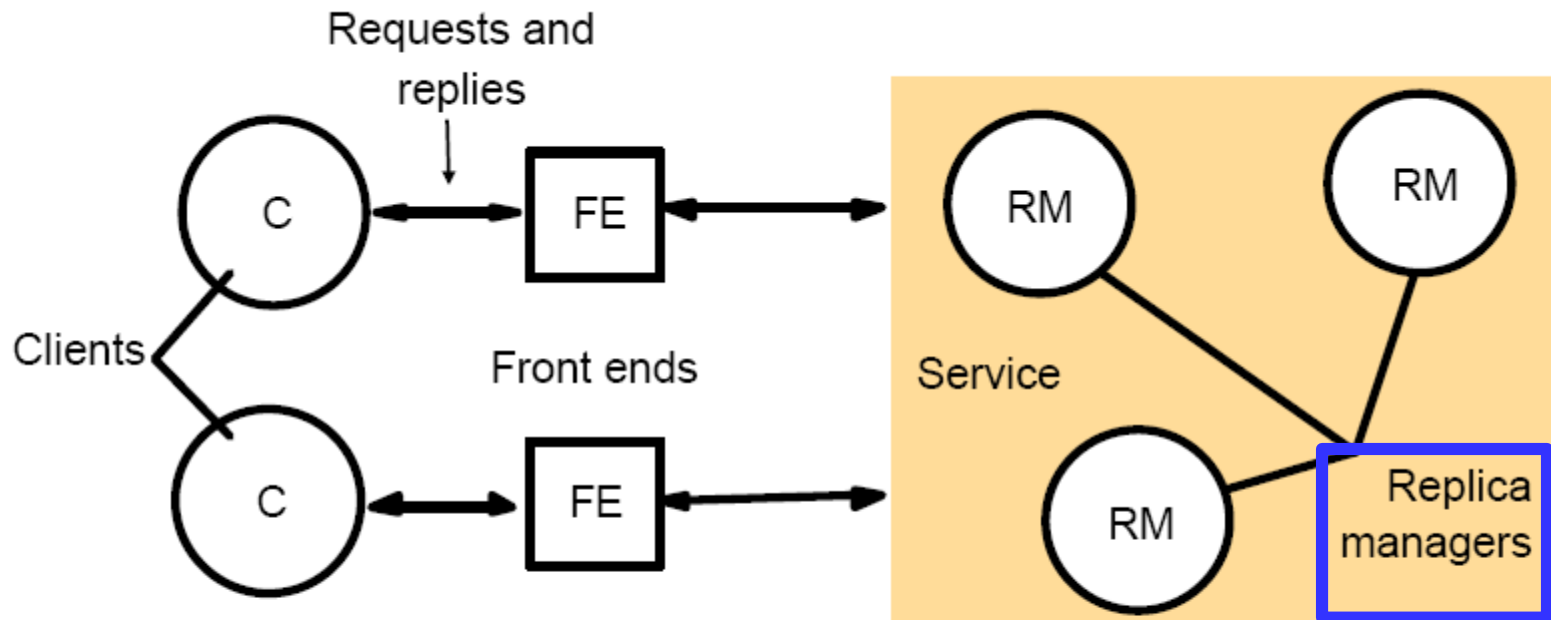 Requests and
replies
C
FE
RM
RM
Clients
Front ends
Service
C
FE
RM
Replica
managers